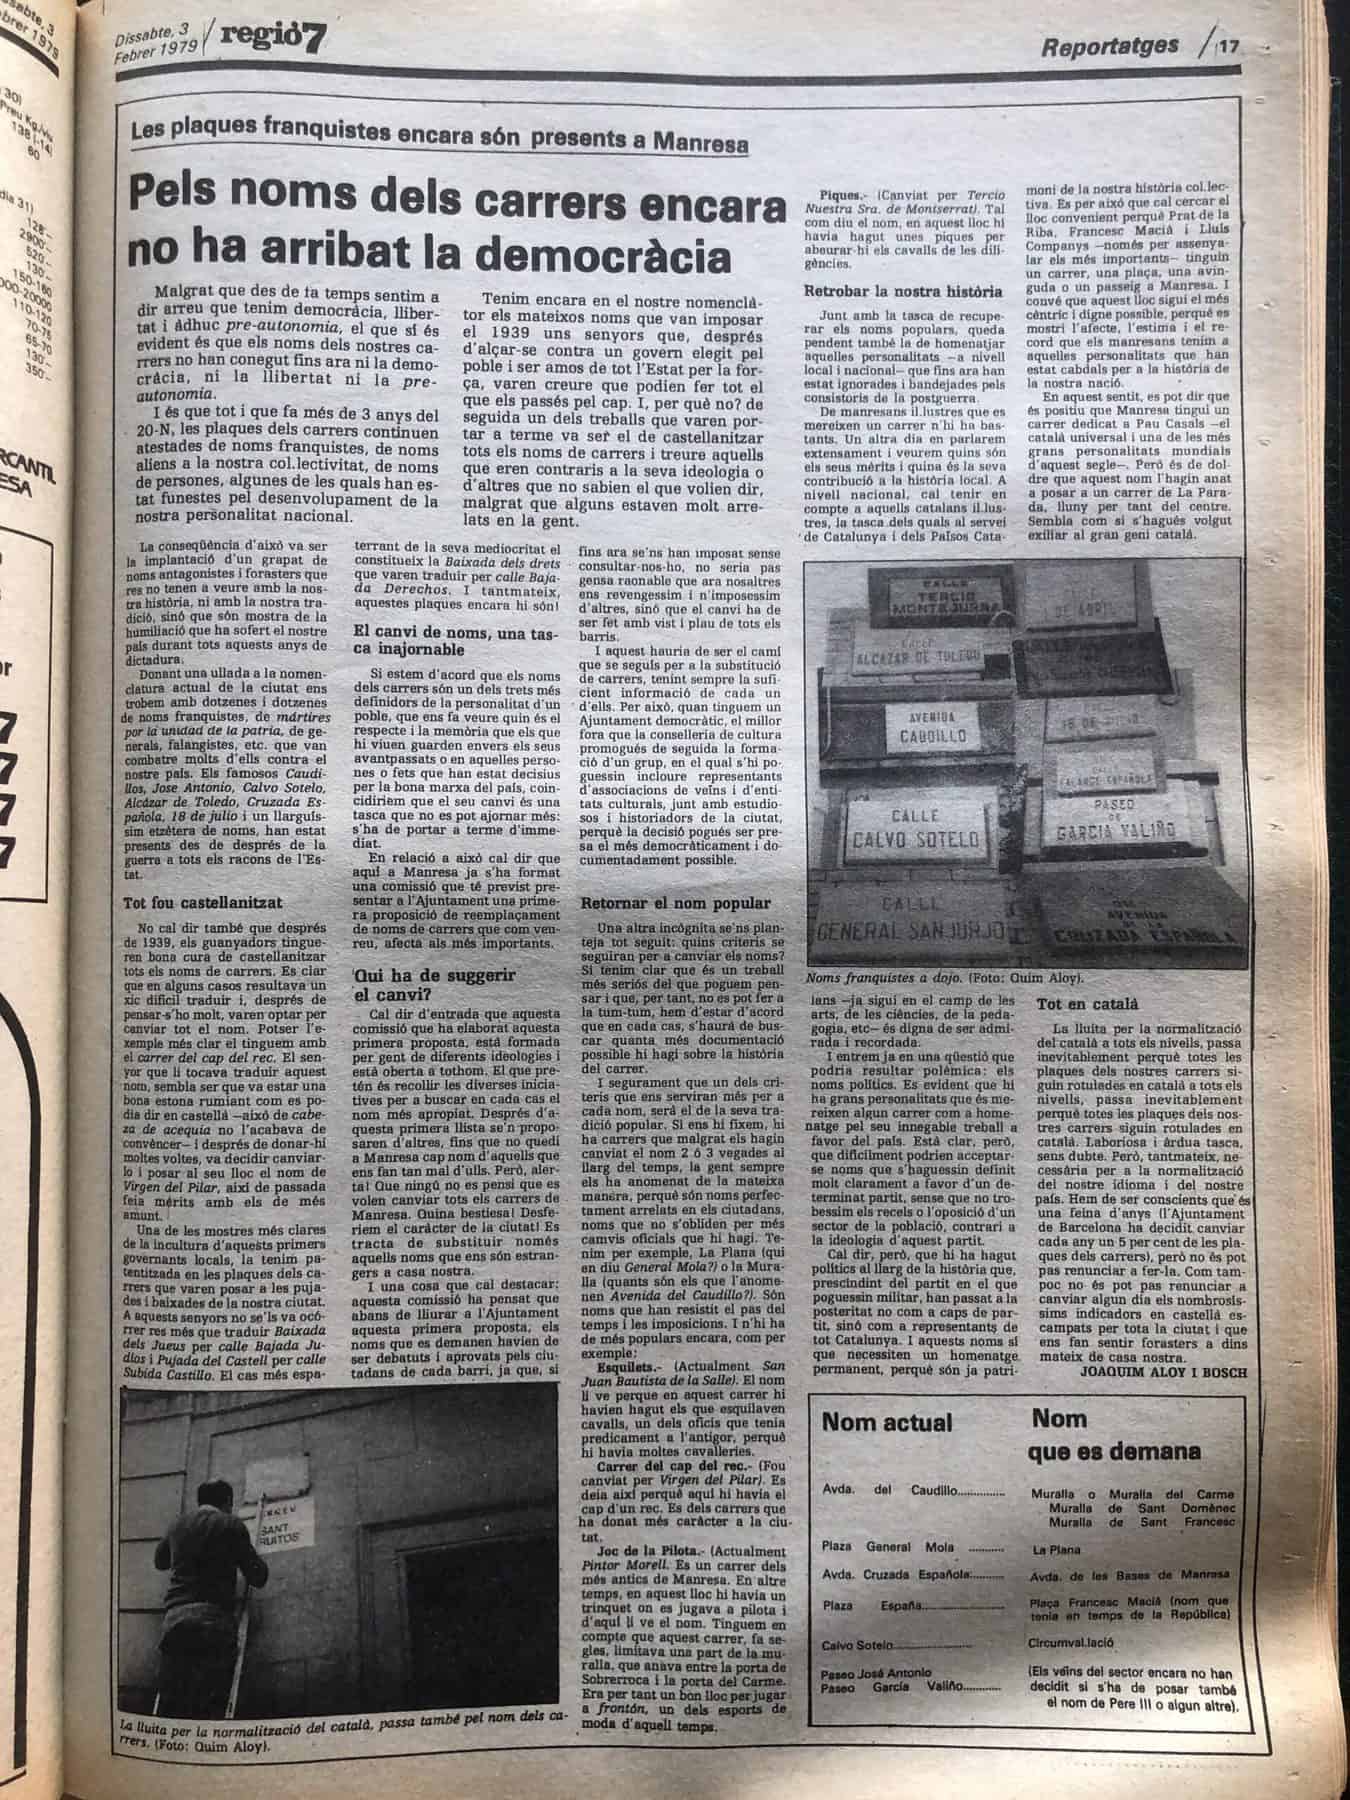 Dissabte, 3
Febrer 1979
regió7
Reportatges
17
Les plaques franquistes encara són presents a Manresa
Pels noms dels carrers encara
no ha arribat la democràcia
Malgrat que des de fa temps sentim a
dir arreu que tenim democràcia, lliber-
tat i àdhuc pre-autonomia, el que sí és
evident és que els noms dels nostres ca-
rrers no han conegut fins ara ni la demo-
cràcia, ni la llibertat ni la pre-
autonomia.
I és que tot i que fa més de 3 anys del
20-N, les plaques dels carrers continuen
atestades de noms franquistes, de noms
aliens a la nostra col.lectivitat, de noms
de persones, algunes de les quals han es-
tat funestes pel desenvolupament de la
nostra personalitat nacional.
Tenim encara en el nostre nomenclà-
tor els mateixos noms que van imposar
el 1939 uns senyors que, després
d'alçar-se contra un govern elegit pel
poble i ser amos de tot l'Estat per la for-
ça, varen creure que podien fer tot el
que els passés pel cap. I, per què no? de
seguida un dels treballs que varen por-
tar a terme va ser el de castellanitzar
tots els noms de carrers i treure aquells
que eren contraris a la seva ideologia o
d'altres que no sabien el que volien dir,
malgrat que alguns estaven molt arre-
lats en la gent.
La conseqüència d'això va ser
la implantació d'un grapat de
noms antagonistes i forasters que
res no tenen a veure amb la nos-
tra història, ni amb la nostra tra-
dició, sinó que són mostra de la
humiliació que ha sofert el nostre
país durant tots aquests anys de
dictadura.
Donant una ullada a la nomen-
clatura actual de la ciutat ens
trobem amb dotzenes i dotzenes
de noms franquistes, de mártires
por la unidad de la patria, de ge-
nerals, falangistes, etc. que van
combatre molts d'ells contra el
nostre país. Els famosos Caudi-
llos, Jose Antonio, Calvo Sotelo,
Alcázar de Toledo, Cruzada Es-
pañola, 18 de julio i un llarguís-
sim etzètera de noms, han estat
presents des de després de la
guerra a tots els racons de l'Es-
tat.
Tot fou castellanitzat
No cal dir també que després
de 1939, els guanyadors tingue-
ren bona cura de castellanitzar
tots els noms de carrers. Es clar
que en alguns casos resultava un
xic difícil traduir i, després de
pensar-s'ho molt, varen optar per
canviar tot el nom. Potser l'e-
xemple més clar el tinguem amb
el carrer del cap del rec. El sen-
yor que li tocava traduir aquest
nom, sembla ser que va estar una
bona estona rumiant com es po-
dia dir en castellà —això de cabe-
za de acequia no l'acabava de
convèncer— i després de donar-hi
moltes voltes, va decidir canviar-
lo i posar al seu lloc el nom de
Virgen del Pilar, així de passada
feia mèrits amb els de més
amunt.
Una de les mostres més clares
de la incultura d'aquests primers
governants locals, la tenim pa-
tentitzada en les plaques dels ca-
rrers que varen posar a les puja-
des i baixades de la nostra ciutat.
A aquests senyors no se'ls va ocó-
rrer res més que traduir Baixada
dels Jueus per calle Bajada Ju-
dios i Pujada del Castell per calle
Subida Castillo. El cas més espa-
terrant de la seva mediocritat el
constitueix la Baixada dels drets
que varen traduir per calle Baja-
da Derechos. I tantmateix,
aquestes plaques encara hi són!
El canvi de noms, una tas-
ca inajornable
Si estem d'acord que els noms
dels carrers són un dels trets més
definidors de la personalitat d'un
poble, que ens fa veure quin és el
respecte i la memòria que els que
hi viuen guarden envers els seus
avantpassats o en aquelles perso-
nes o fets que han estat decisius
per la bona marxa del país, coin-
cidiríem que el seu canvi és una
tasca que no es pot ajornar més:
s'ha de portar a terme d'imme-
diat.
En relació a això cal dir que
aquí a Manresa ja s'ha format
una comissió que té previst pre-
sentar a l'Ajuntament una prime-
ra proposició de reemplaçament
de noms de carrers que com veu-
reu, afecta als més importants.
Qui ha de suggerir
el canvi?
Cal dir d'entrada que aquesta
comissió que ha elaborat aquesta
primera proposta, està formada
per gent de diferents ideologies i
està oberta a tothom. El que pre-
tén és recollir les diverses inicia-
tives per a buscar en cada cas el
nom més apropiat. Després d'a-
questa primera llista se'n propo-
saren d'altres, fins que no quedi
a Manresa cap nom d'aquells que
ens fan tan mal d'ulls. Però, aler-
ta! Que ningú no es pensi que es
volen canviar tots els carrers de
Manresa. Quina bestiesa! Desfe-
riem el caràcter de la ciutat! Es
tracta de substituir només
aquells noms que ens són estran-
gers a casa nostra.
I una cosa que cal destacar:
aquesta comissió ha pensat que
abans de lliurar a l'Ajuntament
aquesta primera proposta, els
noms que es demanen havien de
ser debatuts i aprovats pels ciu-
tadans de cada barri, ja que, si
fins ara se'ns han imposat sense
consultar-nos-ho, no seria pas
gensa raonable que ara nosaltres
ens revengessim i n'imposessim
d'altres, sinó que el canvi ha de
ser fet amb vist i plau de tots els
barris.
I aquest hauria de ser el camí
que se seguís per a la substitució
de carrers, tenint sempre la sufi-
cient informació de cada un
d'ells. Per això, quan tinguem un
Ajuntament democràtic, el millor
fora que la conselleria de cultura
promogués de seguida la forma-
ció d'un grup, en el qual s'hi po-
guessin incloure representants
d'associacions de veïns i d'enti-
tats culturals, junt amb estudio-
sos i historiadors de la ciutat,
perquè la decisió pogués ser pre-
sa el més democràticament i do-
cumentadament possible.
Retornar el nom popular
Una altra incògnita se'ns plan-
teja tot seguit: quins criteris se
seguiran per a canviar els noms?
Si tenim clar que és un treball
més seriós del que poguem pen-
sar i que, per tant, no es pot fer a
la tum-tum, hem d'estar d'acord
que en cada cas, s'haurà de bus-
car quanta més documentació
possible hi hagi sobre la història
del carrer.
I segurament que un dels cri-
teris que ens serviran més per a
cada nom, serà el de la seva tra-
dició popular. Si ens hi fixem, hi
ha carrers que malgrat els hagin
canviat el nom 2 ó 3 vegades al
llarg del temps, la gent sempre
els ha anomenat de la mateixa
manera, perquè són noms perfec-
tament arrelats en els ciutadans,
noms que no s'obliden per més
camvis oficials que hi hagi. Te-
nim per exemple, La Plana (qui
en diu General Mola?) o la Mura-
lla (quants són els que l'anome-
nen Avenida del Caudillo?). Són
noms que han resistit el pas del
temps i les imposicions. I n'hi ha
de més populars encara, com per
exemple:
Esquilets.- (Actualment San
Juan Bautista de la Salle). El nom
li ve perque en aquest carrer hi
havien hagut els que esquilaven
cavalls, un dels oficis que tenia
predicament a l'antigor, perquè
hi havia moltes cavalleries.
Carrer del cap del rec.- (Fou
canviat per Virgen del Pilar). Es
deia així perquè aquí hi havia el
cap d'un rec. Es dels carrers que
ha donat més caràcter a la ciu-
tat.
Joc de la Pilota.- (Actualment
Pintor Morell. Es un carrer dels
més antics de Manresa. En altre
temps, en aquest lloc hi havia un
trinquet on es jugava a pilota i
d'aquí li ve el nom. Tinguem en
compte que aquest carrer, fa se-
gles, limitava una part de la mu-
ralla, que anava entre la porta de
Sobrerroca i la porta del Carme.
Era per tant un bon lloc per jugar
a frontón, un dels esports de
moda d'aquell temps.
Piques.- (Canviat per Tercio
Nuestra Sra. de Montserrat). Tal
com diu el nom, en aquest lloc hi
havia hagut unes piques per
abeurar-hi els cavalls de les dili-
gències.
Retrobar la nostra història
Junt amb la tasca de recupe-
rar els noms populars, queda
pendent també la de homenatjar
aquelles personalitats —a nivell
local i nacional— que fins ara han
estat ignorades i bandejades pels
consistoris de la postguerra.
De manresans il.lustres que es
mereixen un carrer n'hi ha bas-
tants. Un altra dia en parlarem
extensament i veurem quins són
els seus mèrits i quina és la seva
contribució a la història local. A
nivell nacional, cal tenir en
compte a aquells catalans il.lus-
tres, la tasca dels quals al servei
de Catalunya i dels Països Cata-
lans —ja sigui en el camp de les
arts, de les ciències, de la peda-
gogia, etc— és digna de ser admi-
rada i recordada.
I entrem ja en una qüestió que
podria resultar polèmica: els
noms polítics. Es evident que hi
ha grans personalitats que és me-
reixen algun carrer com a home-
natge pel seu innegable treball a
favor del país. Està clar, però,
que dificilment podrien acceptar-
se noms que s'haguessin definit
molt clarament a favor d'un de-
terminat partit, sense que no tro-
bessim els recels o l'oposició d'un
sector de la població, contrari a
la ideologia d'aquest partit.
Cal dir, però, que hi ha hagut
polítics al llarg de la història que,
prescindint del partit en el que
poguessin militar, han passat a la
posteritat no com a caps de par-
tit, sinó com a representants de
tot Catalunya. I aquests noms si
que necessiten un homenatge
permanent, perquè són ja patri-
moni de la nostra història col.lec-
tiva. Es per això que cal cercar el
lloc convenient perquè Prat de la
Riba, Francesc Macià i Lluís
Companys —només per assenya-
lar els més importants— tinguin
un carrer, una plaça, una avin-
guda o un passeig a Manresa. I
convé que aquest lloc sigui el més
cèntric i digne possible, perquè es
mostri l'afecte, l'estima i el re-
cord que els manresans tenim a
aquelles personalitats que han
estat cabdals per a la història de
la nostra nació.
En aquest sentit, es pot dir que
és positiu que Manresa tingui un
carrer dedicat a Pau Casals —el
català universal i una de les més
grans personalitats mundials
d'aquest segle—. Però és de dol-
dre que aquest nom l'hagin anat
a posar a un carrer de La Para-
da, lluny per tant del centre.
Sembla com si s'hagués volgut
exiliar al gran geni català.
CALLE
TERCIO
MONTEJURRA
DE ABRIL
CALLE
ALCAZAR DE TOLEDO
AVENIDA
CAUDILLO
18 DE JULIO
CALLE
FALANGE ESPAÑOLA
CALLE
CALVO SOTELO
PASEO
DE
GARCIA VALIÑO
CALLE
GENERAL SANJURJO
AVENIDA
DE LA
CRUZADA ESPAÑOLA
Noms franquistes a dojo. (Foto: Quim Aloy).
Tot en català
La lluita per la normalització
del català a tots els nivells, passa
inevitablement perquè totes les
plaques dels nostres carrers si-
guin rotulades en català a tots els
nivells, passa inevitablement
perquè totes les plaques dels nos-
tres carrers siguin rotulades en
català. Laboriosa i àrdua tasca,
sens dubte. Però, tantmateix, ne-
cessària per a la normalització
del nostre idioma i del nostre
país. Hem de ser conscients que és
una feina d'anys (l'Ajuntament
de Barcelona ha decidit canviar
cada any un 5 per cent de les pla-
ques dels carrers), però no és pot
pas renunciar a fer-la. Com tam-
poc no és pot pas renunciar a
canviar algun dia els nombrosís-
sims indicadors en castellà es-
campats per tota la ciutat i que
ens fan sentir forasters a dins
mateix de casa nostra.
JOAQUIM ALOY I BOSCH
CARRER
SANT
FRUITOS
La lluita per la normalització del català, passa també pel nom dels ca-
rrers. (Foto: Quim Aloy).
Nom actual
Nom
que es demana
Avda. del Caudillo..............
Muralla o Muralla del Carme
Muralla de Sant Domènec
Muralla de Sant Francesc
Plaza General Mola ...........
La Plana
Avda. Cruzada Española:.........
Avda. de les Bases de Manresa
Plaza España......................
Plaça Francesc Macià (nom que
tenia en temps de la República)
Calvo Sotelo.....................
Circumval.lació
Paseo José Antonio
Paseo García Valiño............
(Els veïns del sector encara no han
decidit si s'ha de posar també
el nom de Pere III o algun altre).